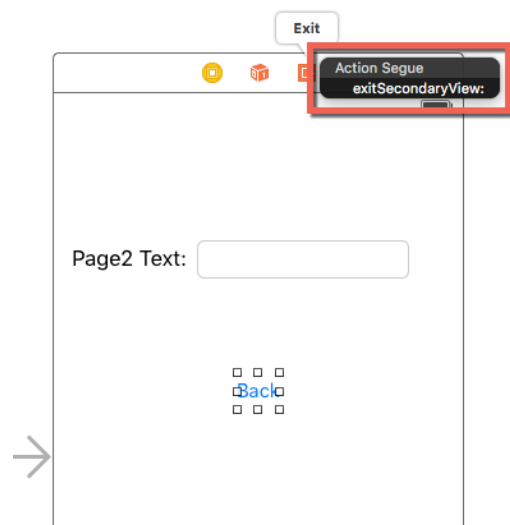 Exit
Action Segue
exitSecondaryView:
Page2 Text:
Back